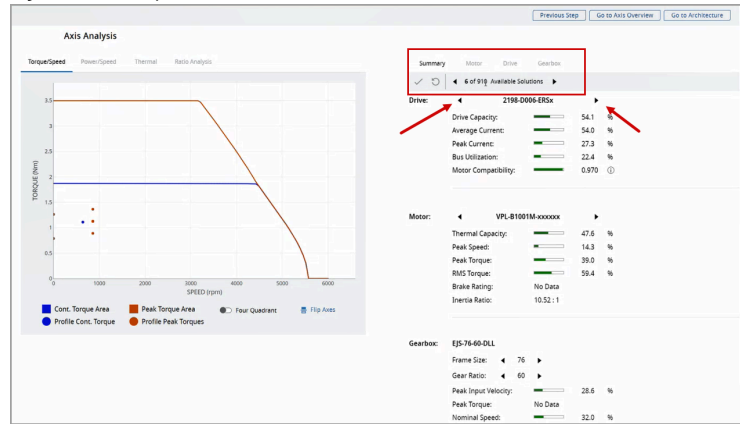 Previous Step Go to Axis Overview Go to Architecture
Axis Analysis
Torque/Speed Power/Speed Thermal Ratio Analysis
3.5
3
2.5
2
1.5
1
0.5
0
TORQUE (Nm)
0 1000 2000 3000 4000 5000 6000
SPEED (rpm)
Cont. Torque Area Peak Torque Area Four Quadrant Flip Axes
Profile Cont. Torque Profile Peak Torques
Summary Motor Drive Gearbox
6 of 910 Available Solutions
Drive: 2198-D006-ERSx
Drive Capacity: 54.1 %
Average Current: 54.0 %
Peak Current: 27.3 %
Bus Utilization: 22.4 %
Motor Compatibility: 0.970
Motor: VPL-B1001M-xxxxxx
Thermal Capacity: 47.6 %
Peak Speed: 14.3 %
Peak Torque: 39.0 %
RMS Torque: 59.4 %
Brake Rating: No Data
Inertia Ratio: 10.52 : 1
Gearbox: EJS-76-60-DLL
Frame Size: 76
Gear Ratio: 60
Peak Input Velocity: 28.6 %
Peak Torque: No Data
Nominal Speed: 32.0 %